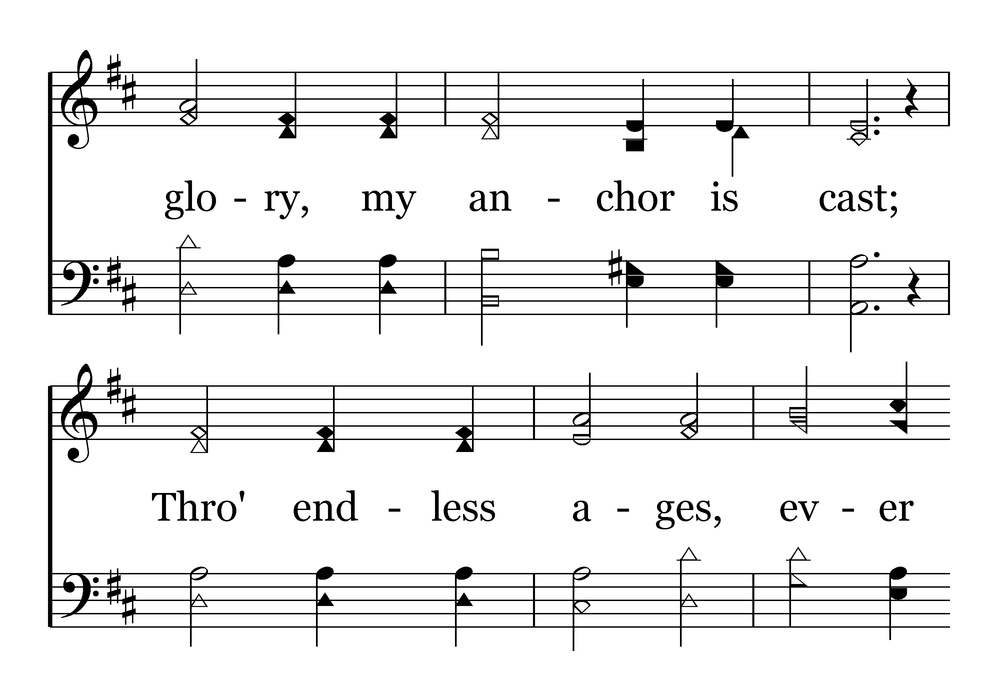 glo - ry, my an - chor is cast;
Thro' end - less a - ges, ev - er